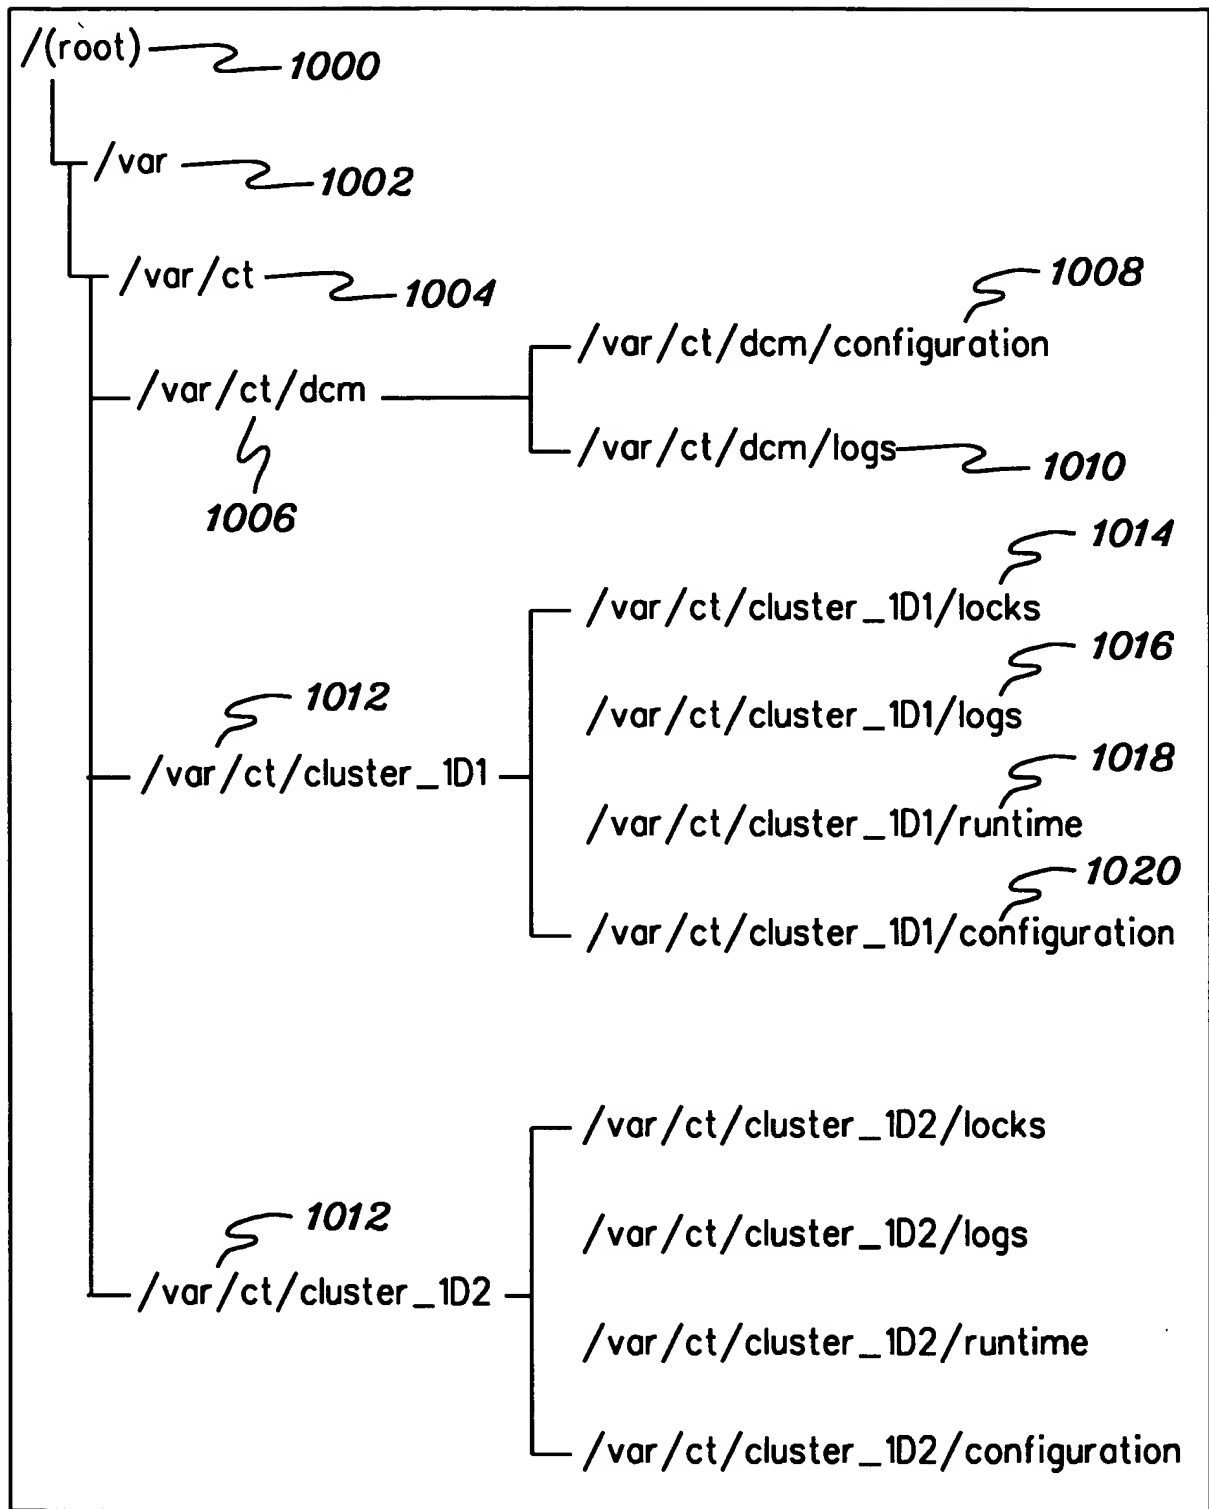 /(root) 1000
/var 1002
/var/ct 1004
1008
/var/ct/dcm/configuration
/var/ct/dcm
/var/ct/dcm/logs 1010
1006
1014
/var/ct/cluster_1D1/locks
1016
1012
/var/ct/cluster_1D1/logs
/var/ct/cluster_1D1
1018
/var/ct/cluster_1D1/runtime
1020
/var/ct/cluster_1D1/configuration
/var/ct/cluster_1D2/locks
1012
/var/ct/cluster_1D2/logs
/var/ct/cluster_1D2
/var/ct/cluster_1D2/runtime
/var/ct/cluster_1D2/configuration